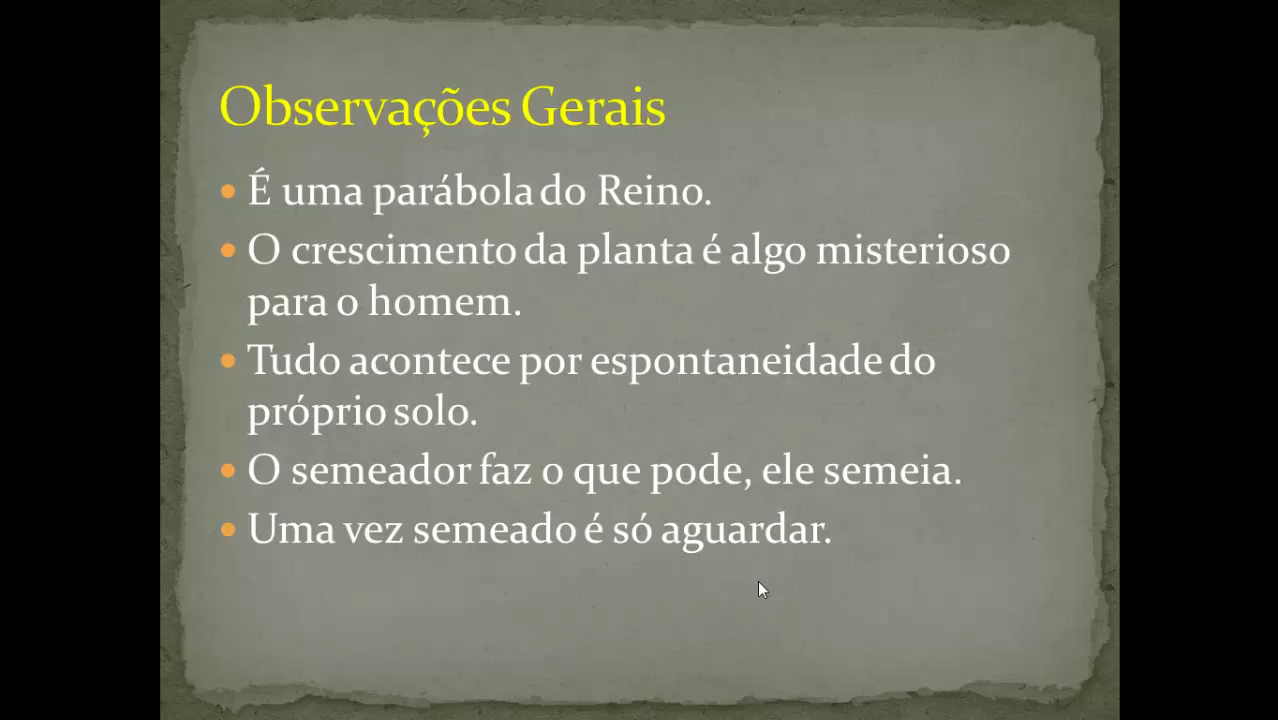 Observações Gerais
• É uma parábola do Reino.
• O crescimento da planta é algo misterioso
para o homem.
• Tudo acontece por espontaneidade do
próprio solo.
• O semeador faz o que pode, ele semeia.
• Uma vez semeado é só aguardar.